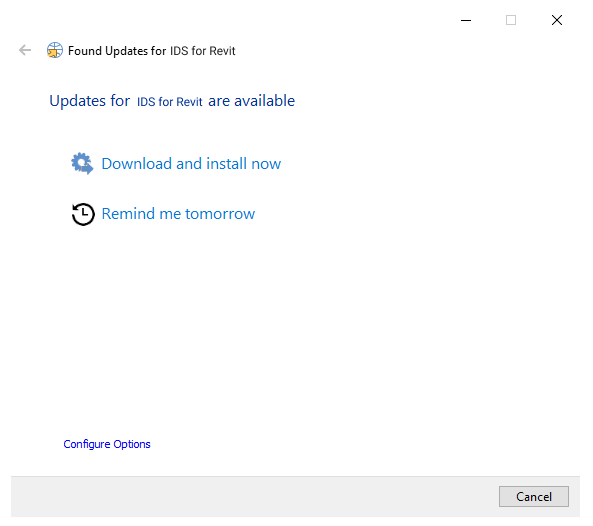 Found Updates for IDS for Revit
Updates for IDS for Revit are available
Download and install now
Remind me tomorrow
Configure Options
Cancel